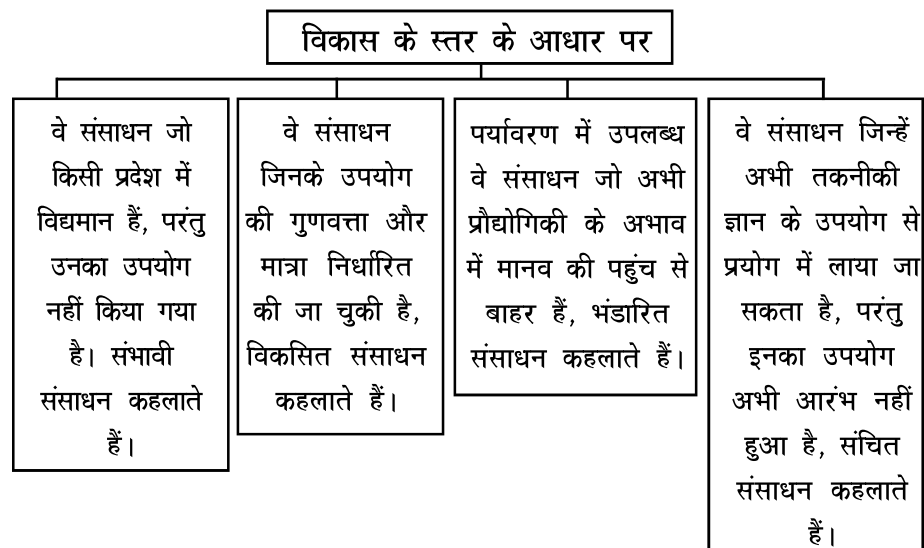 विकास के स्तर के आधार पर
वे संसाधन जो
किसी प्रदेश में
विद्यमान हैं, परंतु
उनका उपयोग
नहीं किया गया
है। संभावी
संसाधन कहलाते
हैं।
वे संसाधन
जिनके उपयोग
की गुणवत्ता और
मात्रा निर्धारित
की जा चुकी है,
विकसित संसाधन
कहलाते हैं।
पर्यावरण में उपलब्ध
वे संसाधन जो अभी
प्रौद्योगिकी के अभाव
में मानव की पहुंच से
बाहर हैं, भंडारित
संसाधन कहलाते हैं।
वे संसाधन जिन्हें
अभी तकनीकी
ज्ञान के उपयोग से
प्रयोग में लाया जा
सकता है, परंतु
इनका उपयोग
अभी आरंभ नहीं
हुआ है, संचित
संसाधन कहलाते
हैं।